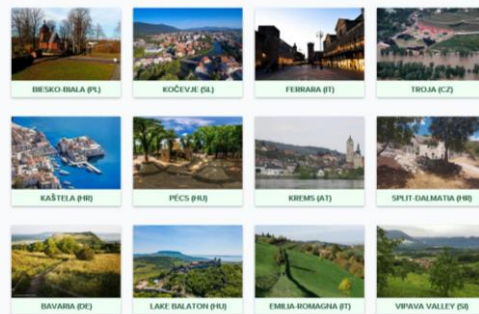 BIESKO-BIALA (PL)
KOČEVJE (SL)
FERRARA (IT)
TROJA (CZ)
KAŠTELA (HR)
PÉCS (HU)
KREMS (AT)
SPLIT-DALMATIA (HR)
BAVARIA (DE)
LAKE BALATON (HU)
EMILIA-ROMAGNA (IT)
VIPAVA VALLEY (SI)